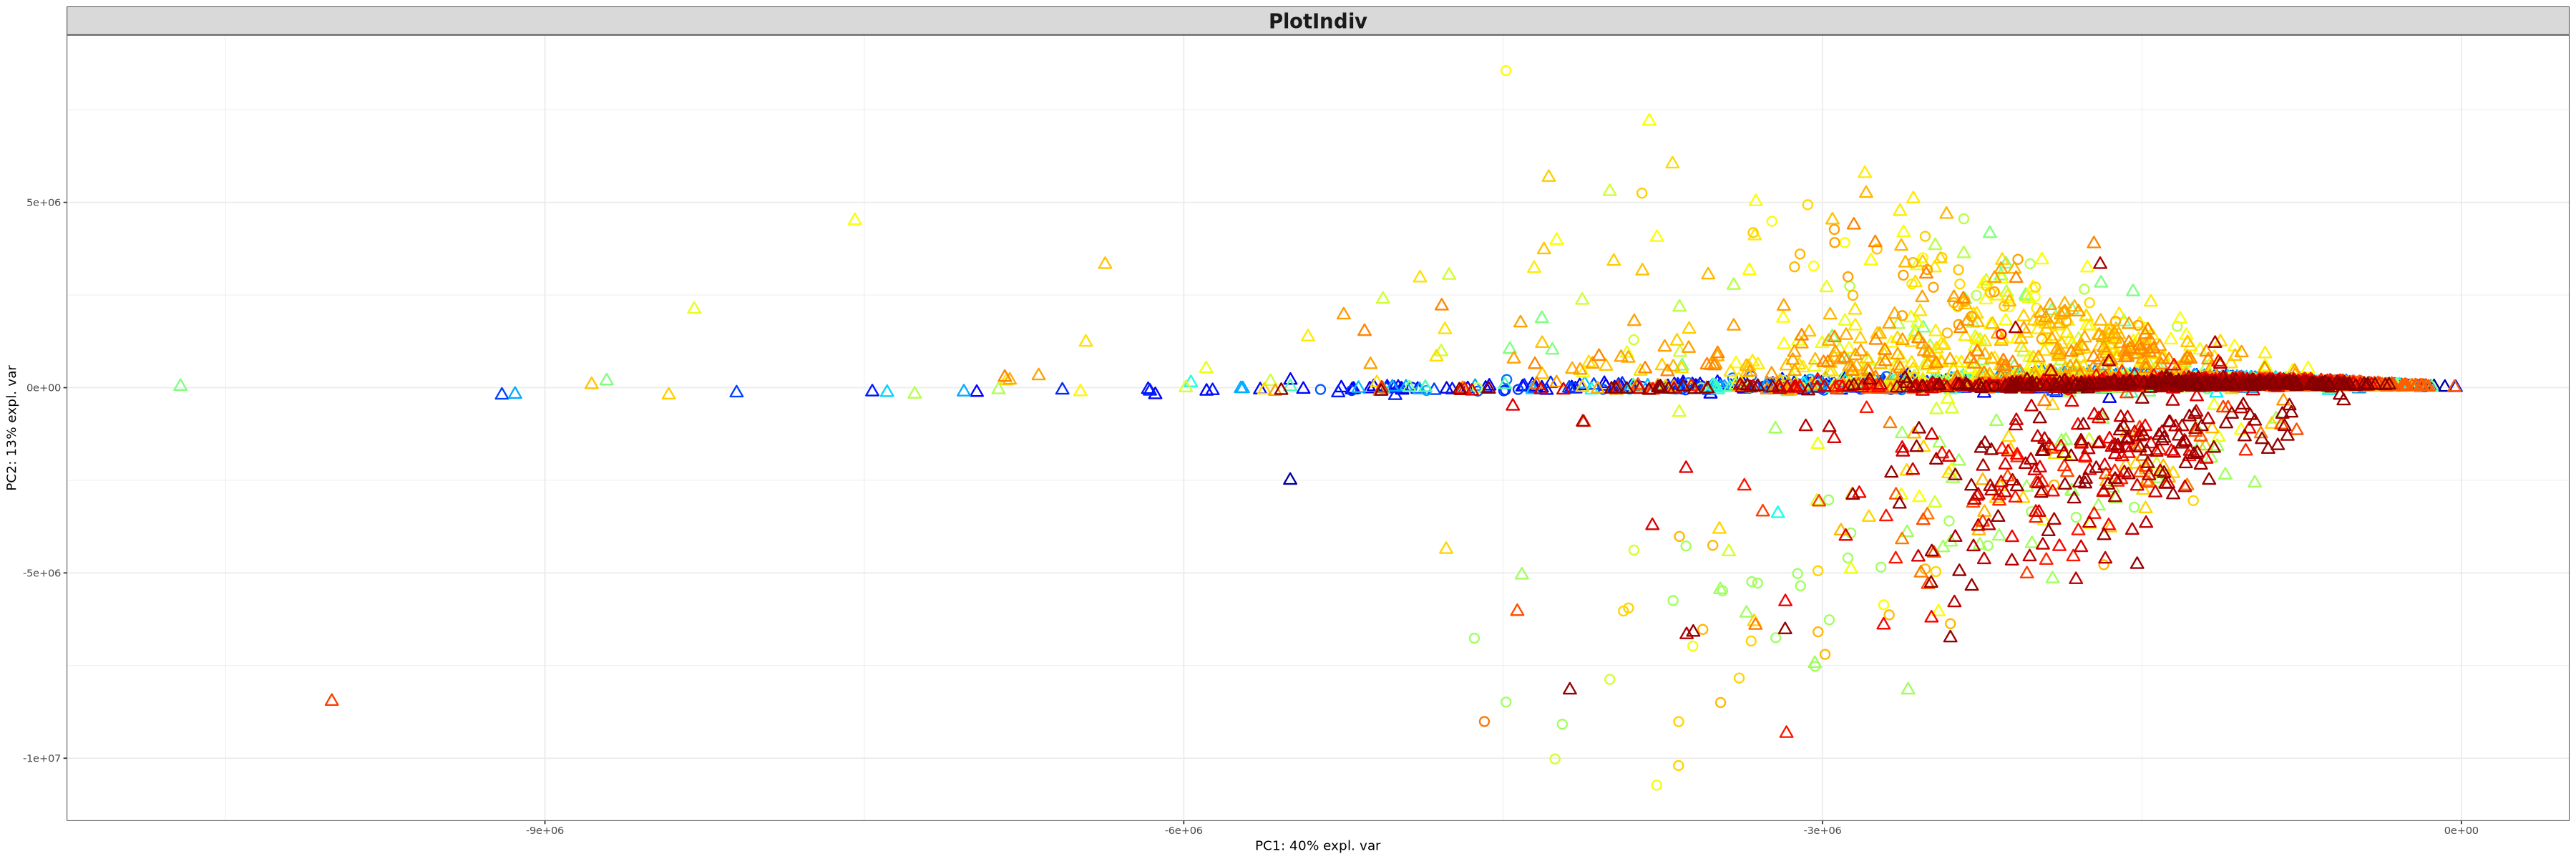 PlotIndiv
5e+06
0e+00
-5e+06
-1e+07
PC2: 13% expl. var
-9e+06
-6e+06
-3e+06
0e+00
PC1: 40% expl. var